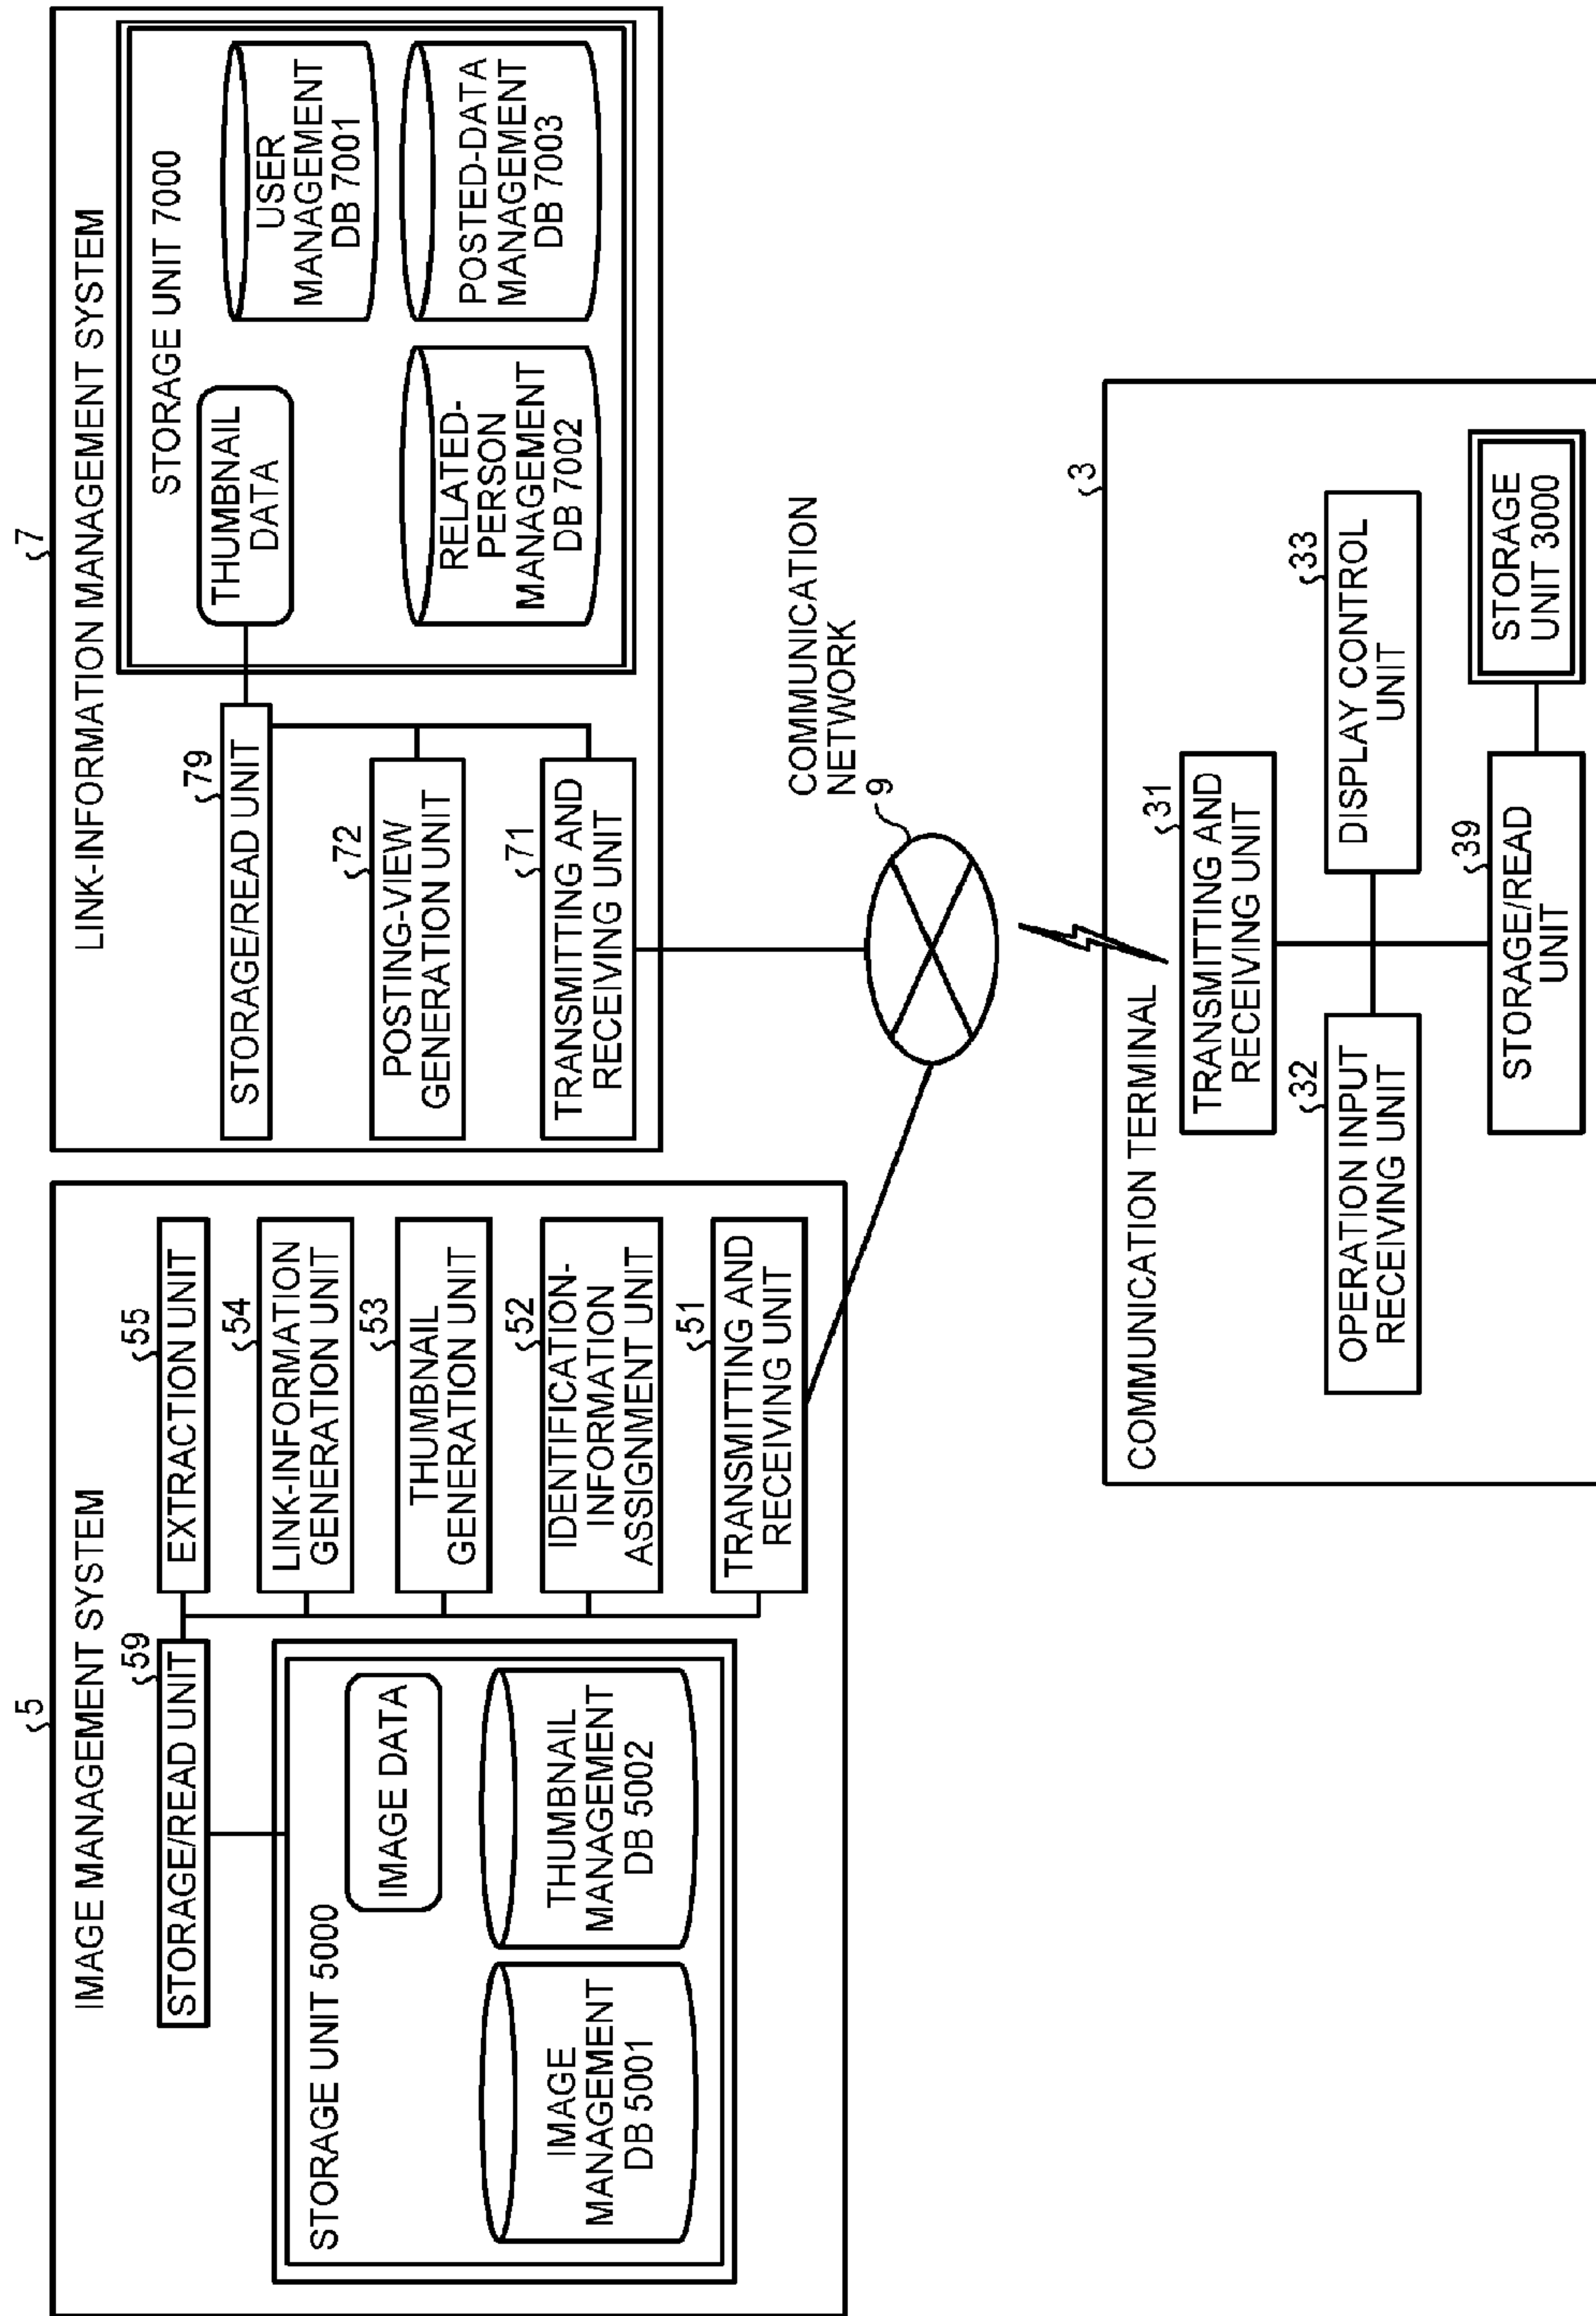 5
IMAGE MANAGEMENT SYSTEM
59
STORAGE/READ UNIT
55
EXTRACTION UNIT
54
LINK-INFORMATION
GENERATION UNIT
53
THUMBNAIL
GENERATION UNIT
52
IDENTIFICATION-
INFORMATION
ASSIGNMENT UNIT
51
TRANSMITTING AND
RECEIVING UNIT
STORAGE UNIT 5000
IMAGE DATA
IMAGE
MANAGEMENT
DB 5001
THUMBNAIL
MANAGEMENT
DB 5002
7
LINK-INFORMATION MANAGEMENT SYSTEM
79
STORAGE/READ UNIT
72
POSTING-VIEW
GENERATION UNIT
71
TRANSMITTING AND
RECEIVING UNIT
STORAGE UNIT 7000
THUMBNAIL
DATA
USER
MANAGEMENT
DB 7001
RELATED-
PERSON
MANAGEMENT
DB 7002
POSTED-DATA
MANAGEMENT
DB 7003
COMMUNICATION
NETWORK
9
3
COMMUNICATION TERMINAL
31
TRANSMITTING AND
RECEIVING UNIT
32
OPERATION INPUT
RECEIVING UNIT
33
DISPLAY CONTROL
UNIT
39
STORAGE/READ
UNIT
STORAGE
UNIT 3000